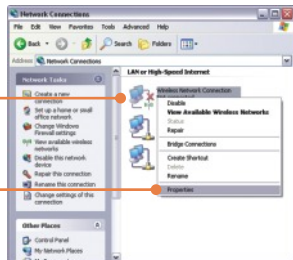 Network Connections
File Edit View Favorites Tools Advanced Help
Back Search Folders
Address Network Connections
Network Tasks
Create a new connection
Set up a home or small office network
Change Windows Firewall settings
View available wireless networks
Disable this network device
Repair this connection
Rename this connection
Change settings of this connection
Other Places
Control Panel
My Network Places
LAN or High-Speed Internet
Wireless Network Connection
Disable
View Available Wireless Networks
Status
Repair
Bridge Connections
Create Shortcut
Delete
Rename
Properties